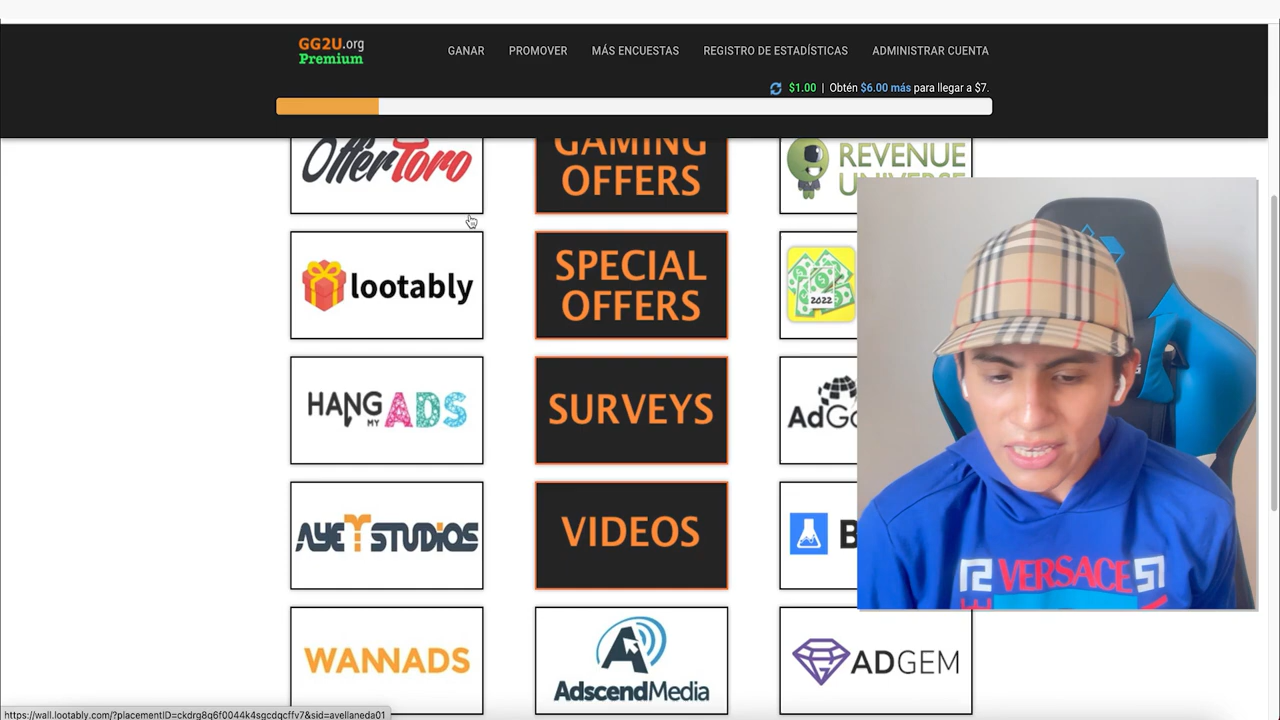 GG2U.org
Premium
GANAR
PROMOVER
MÁS ENCUESTAS
REGISTRO DE ESTADÍSTICAS
ADMINISTRAR CUENTA
$1.00 | Obtén $6.00 más para llegar a $7.
OfferToro
GAMING
OFFERS
REVENUE
UNIVERSE
lootably
SPECIAL
OFFERS
2022
HANG
MY
ADS
SURVEYS
AYET STUDIOS
VIDEOS
B
VERSACE
WANNADS
AdscendMedia
ADGEM
https://wall.lootably.com/?placementID=ckdrg8q6f0044k4sgcdqcffv7&sid=avellaneda01